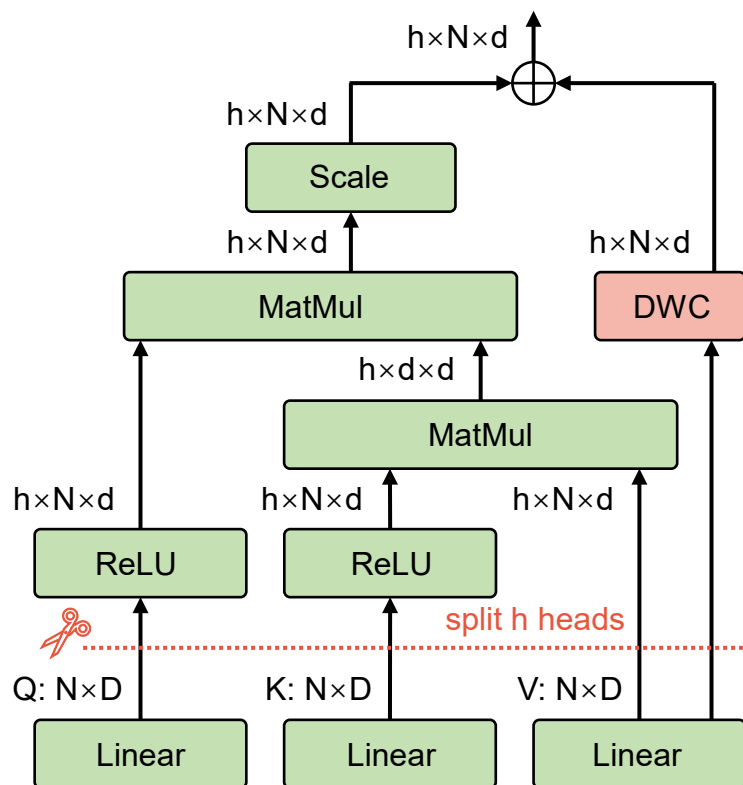 h×N×d
h×N×d
Scale
h×N×d
h×N×d
MatMul
DWC
h×d×d
MatMul
h×N×d
h×N×d
h×N×d
ReLU
ReLU
split h heads
Q: N×D
K: N×D
V: N×D
Linear
Linear
Linear